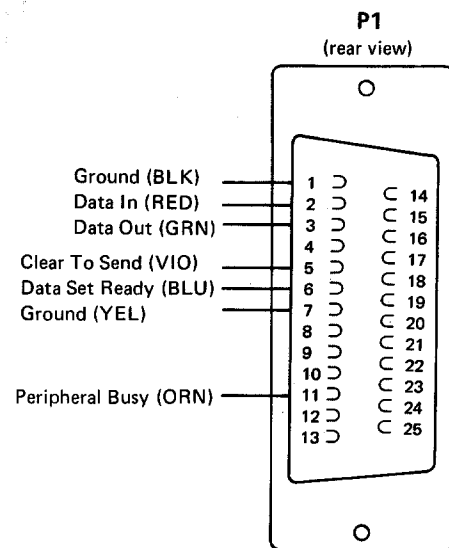 P1
(rear view)
Ground (BLK)
Data In (RED)
Data Out (GRN)
Clear To Send (VIO)
Data Set Ready (BLU)
Ground (YEL)
Peripheral Busy (ORN)
1
2
3
4
5
6
7
8
9
10
11
12
13
14
15
16
17
18
19
20
21
22
23
24
25